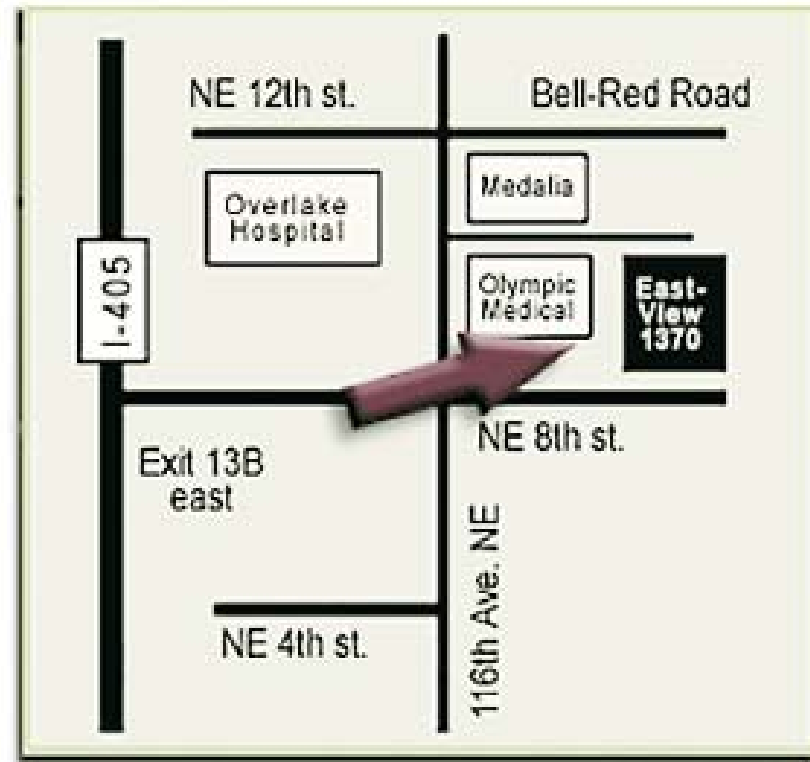 NE 12th st.
Bell-Red Road
Medalia
Overlake
Hospital
I-405
Olympic
Medical
East-
View
1370
NE 8th st.
Exit 13B
east
116th Ave. NE
NE 4th st.